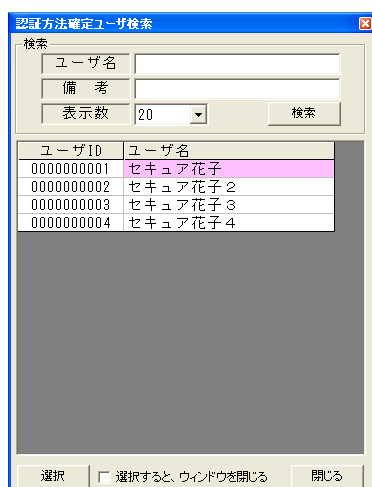 認証方法確定ユーザ検索
検索
ユーザ名
備 考
表示数 20 検索
ユーザID ユーザ名
0000000001 セキュア花子
0000000002 セキュア花子２
0000000003 セキュア花子３
0000000004 セキュア花子４
選択 選択すると、ウィンドウを閉じる 閉じる